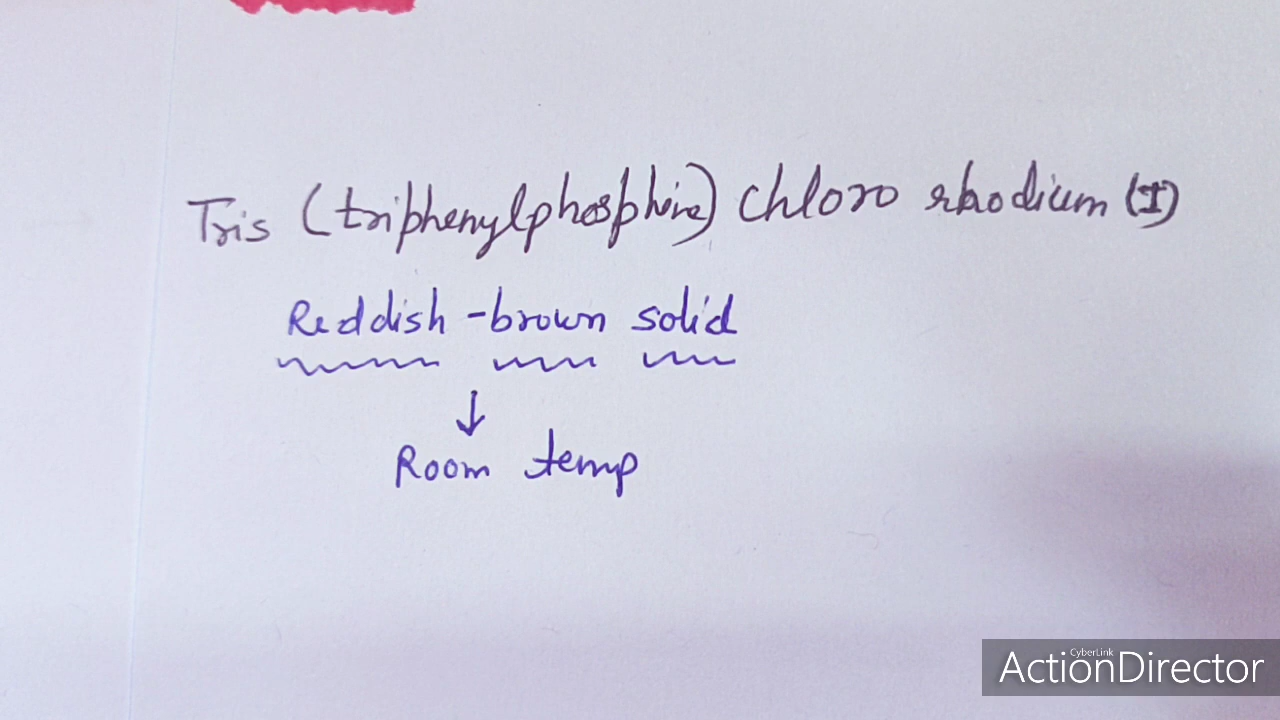 Tris (triphenylphosphine) chloro rhodium (I)
Reddish - brown solid
↓
Room temp
CyberLink
ActionDirector